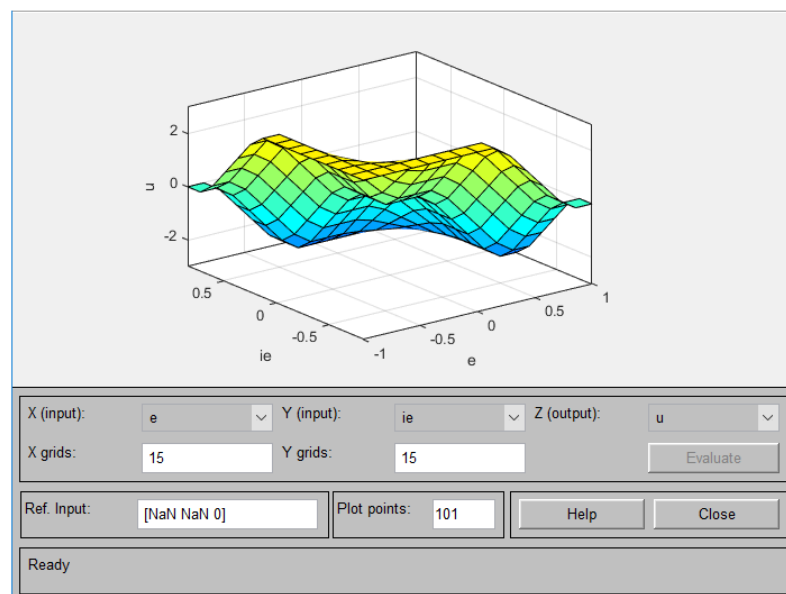 2
0
-2
u
0.5
0
-0.5
ie
-1
-0.5
0
0.5
1
e
X (input): e Y (input): ie Z (output): u
X grids: 15 Y grids: 15 Evaluate
Ref. Input: [NaN NaN 0] Plot points: 101 Help Close
Ready